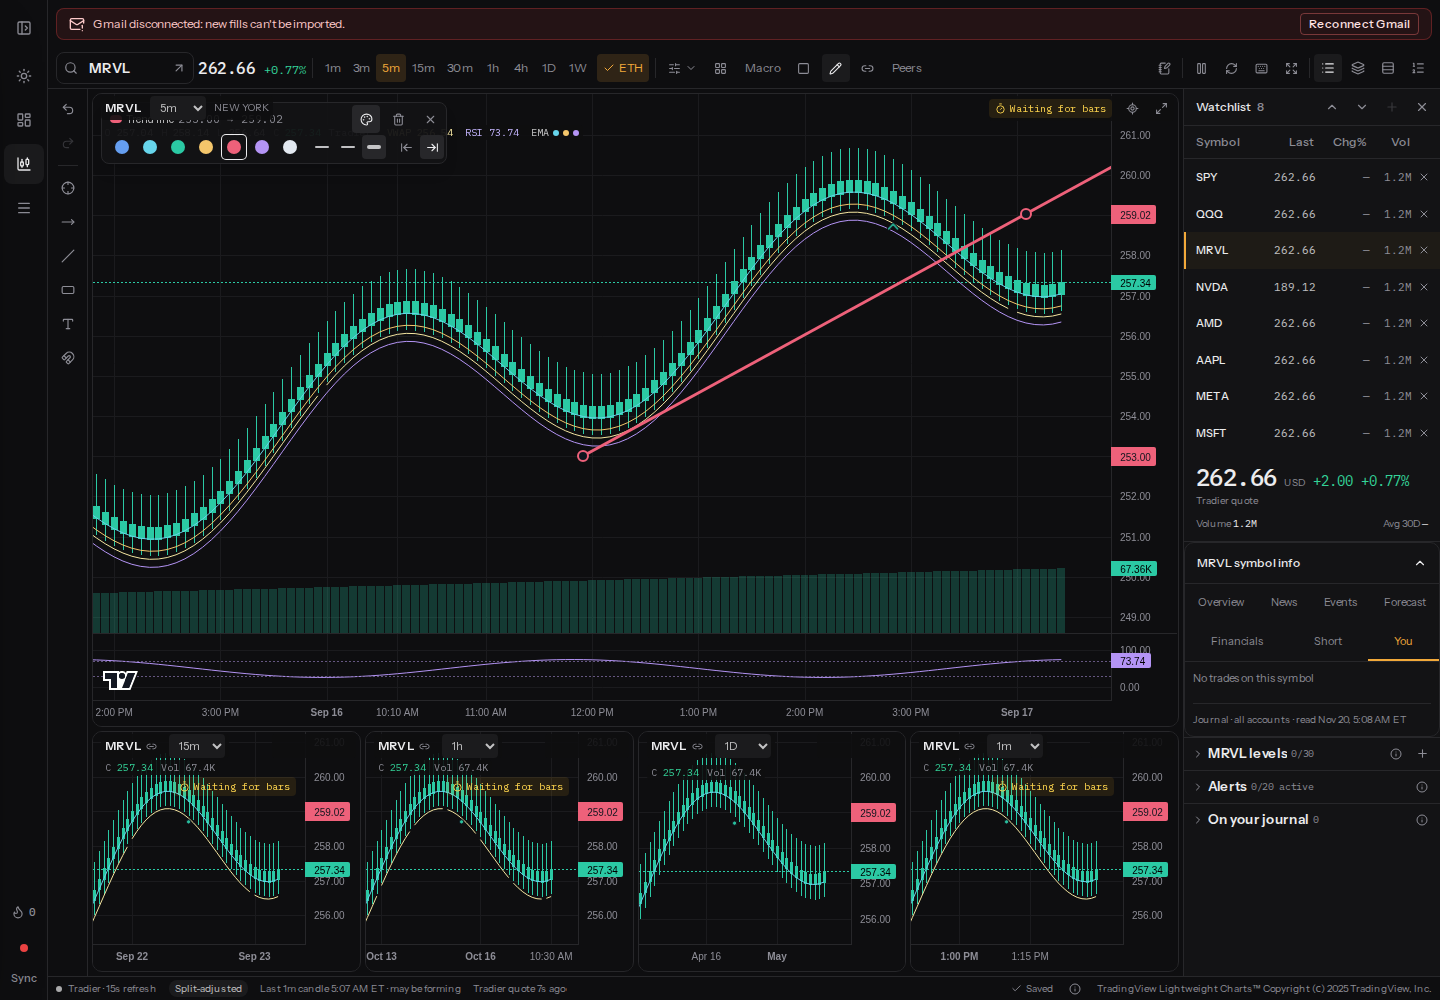 Gmail disconnected: new fills can't be imported. Reconnect Gmail
MRVL 262.66 +0.77% 1m 3m 5m 15m 30m 1h 4h 1D 1W ETH Macro Peers
MRVL 5m NEW YORK
RSI 73.74 EMA
Waiting for bars
261.00
260.00
259.02
258.00
257.34
257.00
256.00
255.00
254.00
253.00
252.00
251.00
67.36K
250.00
249.00
100.00
73.74
0.00
2:00 PM 3:00 PM Sep 16 10:10 AM 11:00 AM 12:00 PM 1:00 PM 2:00 PM 3:00 PM Sep 17
MRVL 15m
C 257.34 Vol 67.4K
Waiting for bars
261.00
260.00
259.02
258.00
257.34
257.00
256.00
Sep 22 Sep 23
MRVL 1h
C 257.34 Vol 67.4K
Waiting for bars
261.00
260.00
259.02
258.00
257.34
257.00
256.00
Oct 13 Oct 16 10:30 AM
MRVL 1D
C 257.34 Vol 67.4K
261.00
260.00
259.02
258.00
257.34
257.00
256.00
Apr 16 May
MRVL 1m
C 257.34 Vol 67.4K
Waiting for bars
261.00
260.00
259.02
258.00
257.34
257.00
256.00
1:00 PM 1:15 PM
Watchlist 8
Symbol Last Chg% Vol
SPY 262.66 — 1.2M
QQQ 262.66 — 1.2M
MRVL 262.66 — 1.2M
NVDA 189.12 — 1.2M
AMD 262.66 — 1.2M
AAPL 262.66 — 1.2M
META 262.66 — 1.2M
MSFT 262.66 — 1.2M
262.66 USD +2.00 +0.77%
Tradier quote
Volume 1.2M Avg 30D —
MRVL symbol info
Overview News Events Forecast
Financials Short You
No trades on this symbol
Journal · all accounts · read Nov 20, 5:08 AM ET
MRVL levels 0/30
Alerts 0/20 active
On your journal 0
0
Sync
Tradier · 15s refresh Split-adjusted Last 1m candle 5:07 AM ET · may be forming Tradier quote 7s ago
Saved TradingView Lightweight Charts™ Copyright (c) 2025 TradingView, Inc.